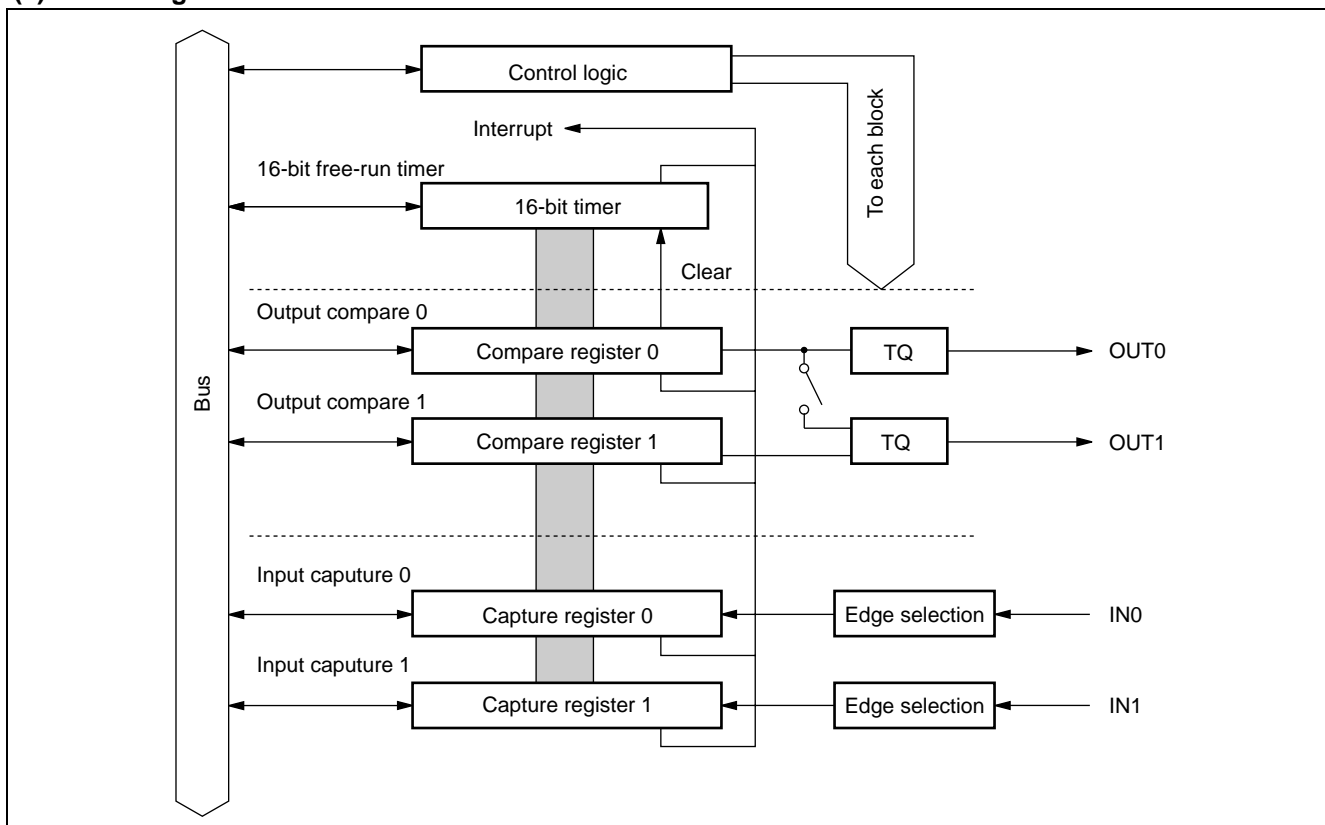 Control logic
Interrupt
To each block
16-bit free-run timer
16-bit timer
Clear
Output compare 0
Compare register 0
TQ
OUT0
Bus
Output compare 1
Compare register 1
TQ
OUT1
Input caputure 0
Capture register 0
Edge selection
IN0
Input caputure 1
Capture register 1
Edge selection
IN1